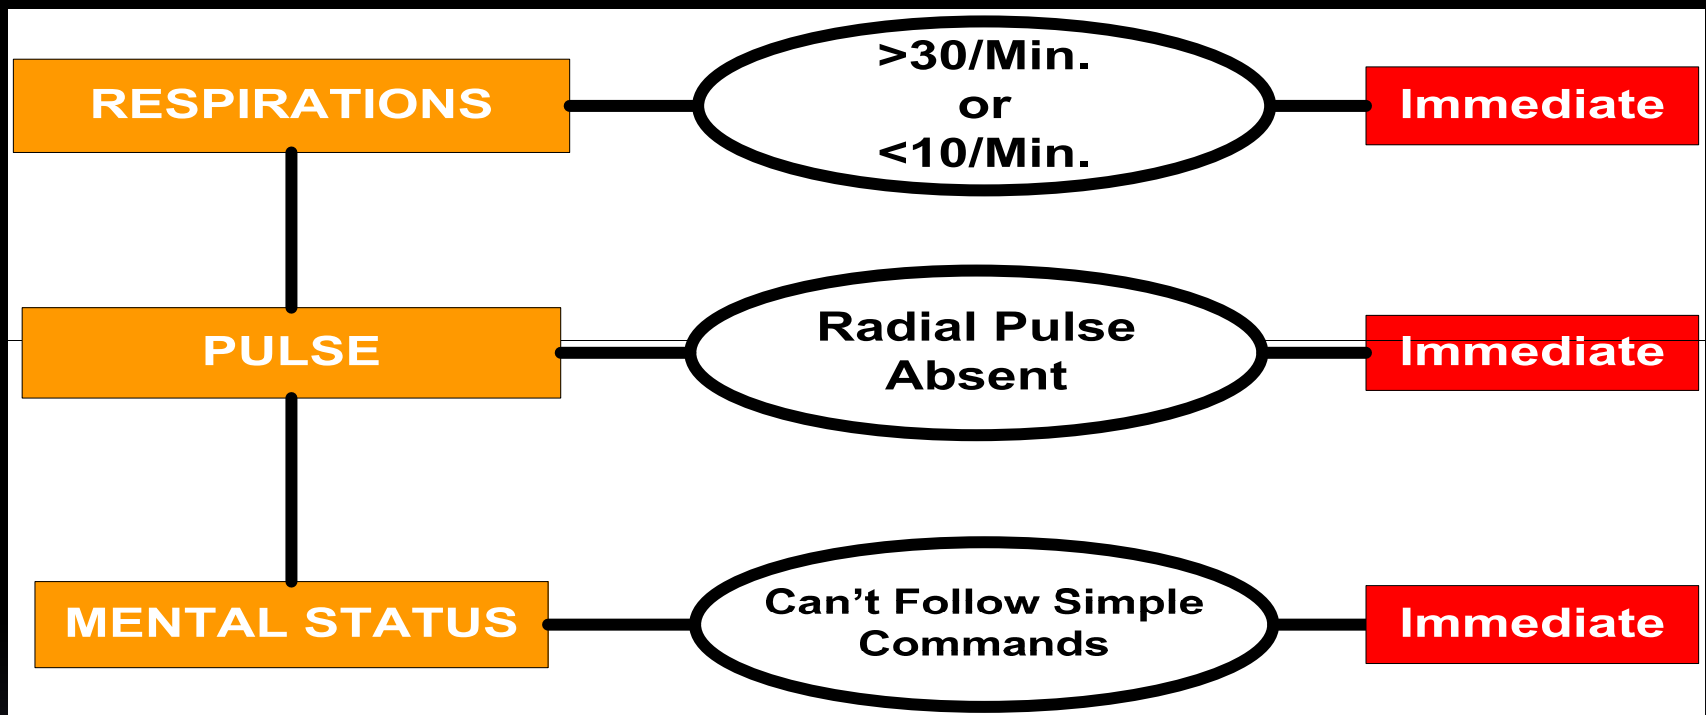 RESPIRATIONS
>30/Min.
or
<10/Min.
Immediate
PULSE
Radial Pulse
Absent
Immediate
MENTAL STATUS
Can’t Follow Simple
Commands
Immediate